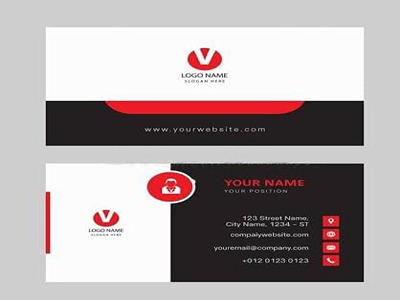 V
LOGO NAME
SLOGAN HERE
www.yourwebsite.com
V
LOGO NAME
SLOGAN HERE
YOUR NAME
YOUR POSITION
123 Street Name,
City Name, 1234 – ST
compaiywebsite.com
youremail@company.com
+012 0123 0123